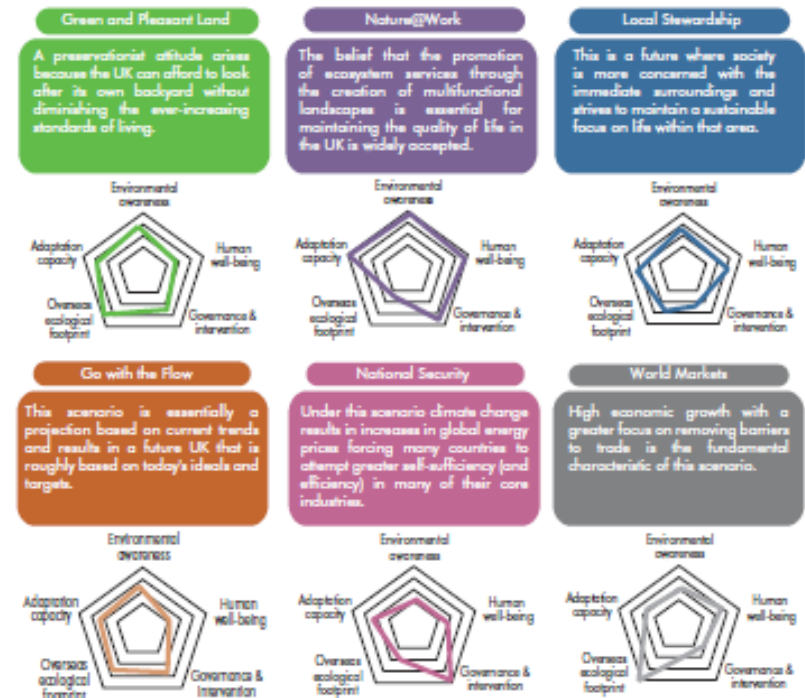 Green and Pleasant Land
A preservationist attitude arises
because the UK can afford to look
after its own backyard without
diminishing the ever-increasing
standards of living.
Environmental
awareness
Adaptation
capacity
Human
well-being
Overseas
ecological
footprint
Governance &
intervention
Nature@Work
The belief that the promotion
of ecosystem services through
the creation of multifunctional
landscapes is essential for
maintaining the quality of life in
the UK is widely accepted.
Environmental
awareness
Adaptation
capacity
Human
well-being
Overseas
ecological
footprint
Governance &
intervention
Local Stewardship
This is a future where society
is more concerned with the
immediate surroundings and
strives to maintain a sustainable
focus on life within that area.
Environmental
awareness
Adaptation
capacity
Human
well-being
Overseas
ecological
footprint
Governance &
intervention
Go with the Flow
This scenario is essentially a
projection based on current trends
and results in a future UK that is
roughly based on today's ideals and
targets.
Environmental
awareness
Adaptation
capacity
Human
well-being
Overseas
ecological
footprint
Governance &
intervention
National Security
Under this scenario climate change
results in increases in global energy
prices forcing many countries to
attempt greater self-sufficiency (and
efficiency) in many of their core
industries.
Environmental
awareness
Adaptation
capacity
Human
well-being
Overseas
ecological
footprint
Governance &
intervention
World Markets
High economic growth with a
greater focus on removing barriers
to trade is the fundamental
characteristic of this scenario.
Environmental
awareness
Adaptation
capacity
Human
well-being
Overseas
ecological
footprint
Governance &
intervention